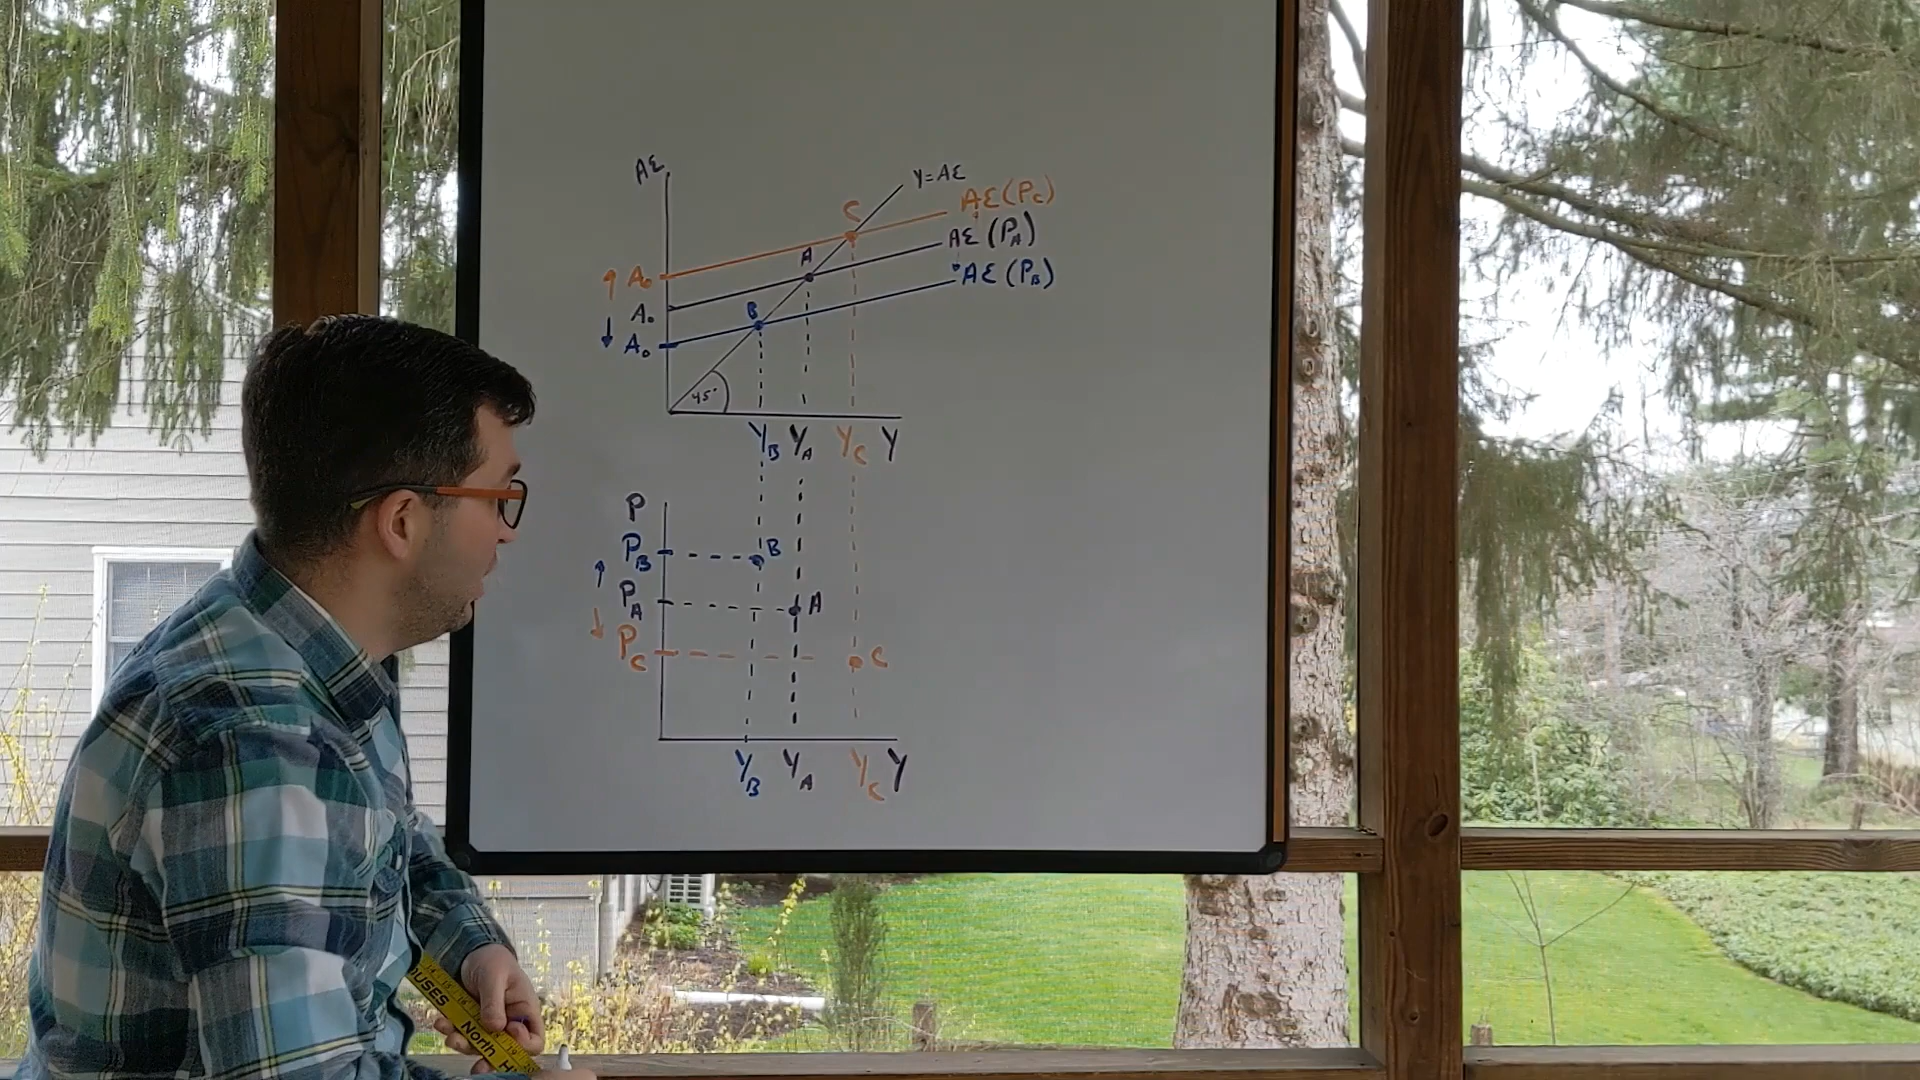 AE
Y=AE
C
AE(PC)
A
AE (PA)
A0
B
AE(PB)
A0
A0
45°
YB YA YC Y
P
PB B
PA A
PC C
YB YA YC Y
OUSES
North